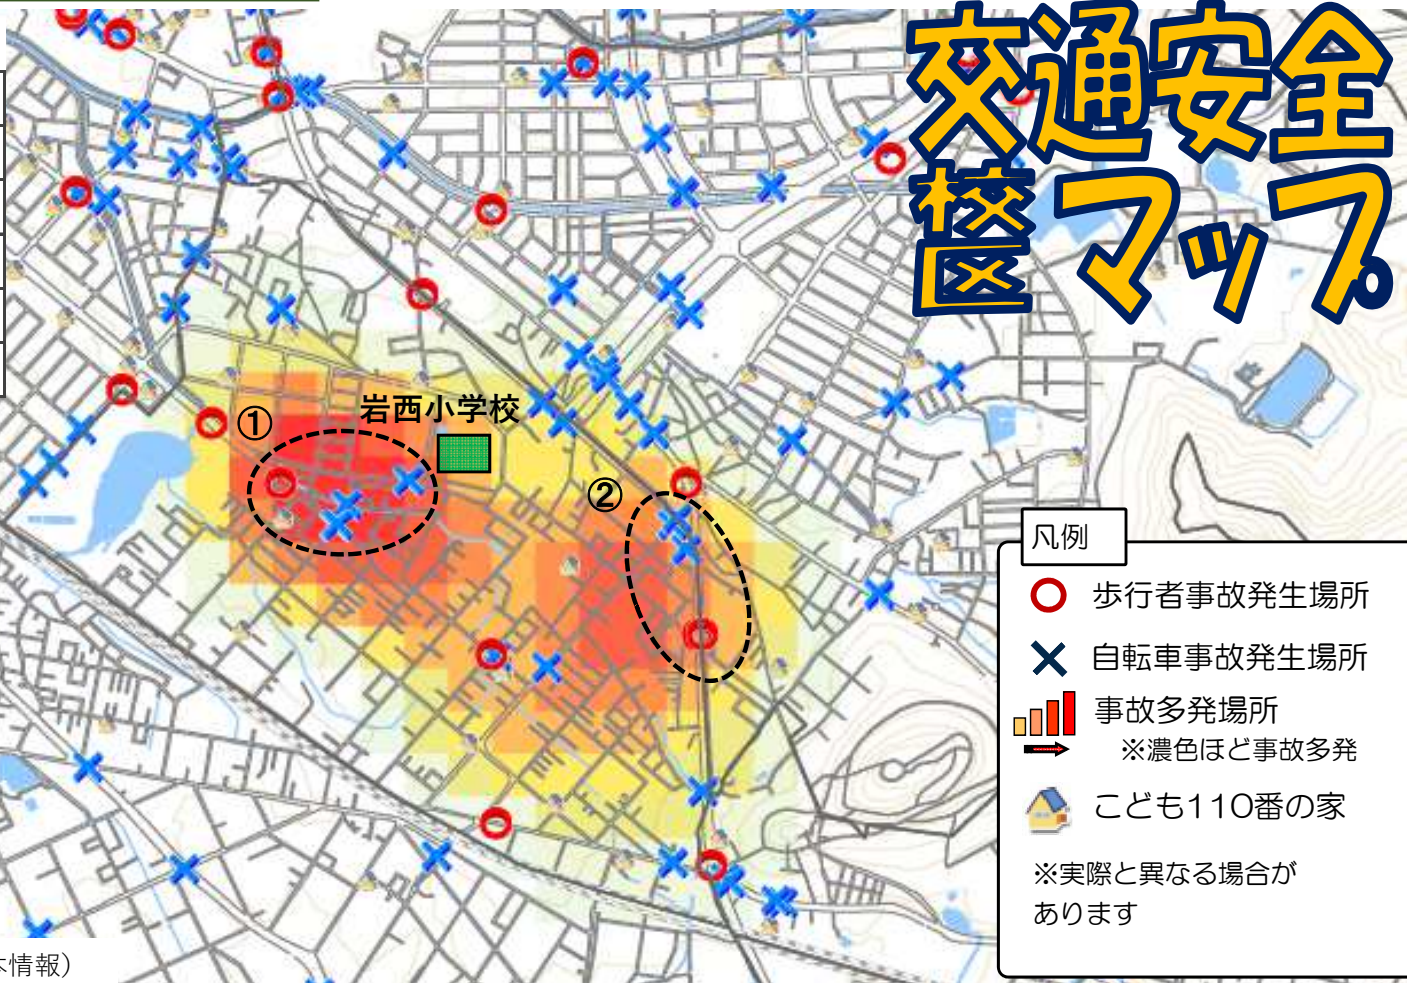 交通安全
校区マップ
①
岩西小学校
②
凡例
歩行者事故発生場所
自転車事故発生場所
事故多発場所
※濃色ほど事故多発
こども110番の家
※実際と異なる場合が
あります
情報）